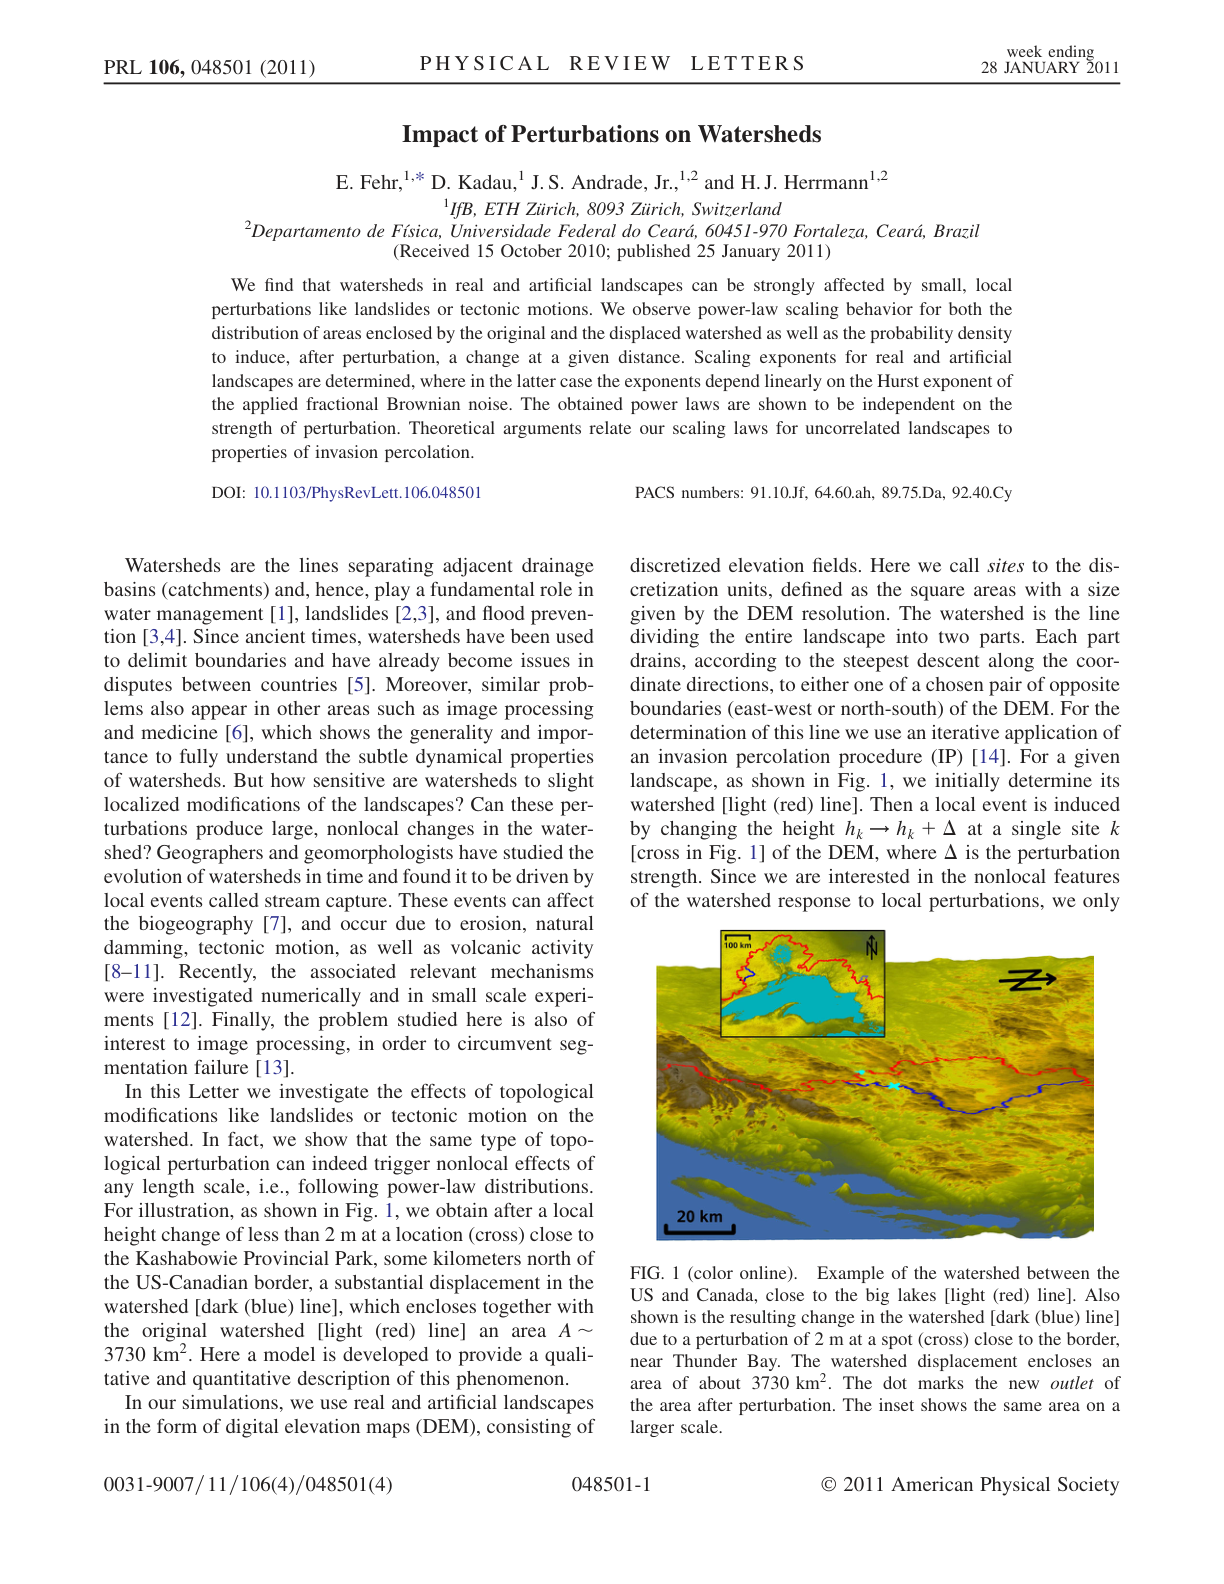 PRL 106, 048501 (2011)
PHYSICAL REVIEW LETTERS
week ending
28 JANUARY 2011
Impact of Perturbations on Watersheds
E. Fehr,1,* D. Kadau,1 J. S. Andrade, Jr.,1,2 and H. J. Herrmann1,2
1IfB, ETH Zürich, 8093 Zürich, Switzerland
2Departamento de Física, Universidade Federal do Ceará, 60451-970 Fortaleza, Ceará, Brazil
(Received 15 October 2010; published 25 January 2011)
We find that watersheds in real and artificial landscapes can be strongly affected by small, local
perturbations like landslides or tectonic motions. We observe power-law scaling behavior for both the
distribution of areas enclosed by the original and the displaced watershed as well as the probability density
to induce, after perturbation, a change at a given distance. Scaling exponents for real and artificial
landscapes are determined, where in the latter case the exponents depend linearly on the Hurst exponent of
the applied fractional Brownian noise. The obtained power laws are shown to be independent on the
strength of perturbation. Theoretical arguments relate our scaling laws for uncorrelated landscapes to
properties of invasion percolation.
DOI: 10.1103/PhysRevLett.106.048501
PACS numbers: 91.10.Jf, 64.60.ah, 89.75.Da, 92.40.Cy
Watersheds are the lines separating adjacent drainage
basins (catchments) and, hence, play a fundamental role in
water management [1], landslides [2,3], and flood preven-
tion [3,4]. Since ancient times, watersheds have been used
to delimit boundaries and have already become issues in
disputes between countries [5]. Moreover, similar prob-
lems also appear in other areas such as image processing
and medicine [6], which shows the generality and impor-
tance to fully understand the subtle dynamical properties
of watersheds. But how sensitive are watersheds to slight
localized modifications of the landscapes? Can these per-
turbations produce large, nonlocal changes in the water-
shed? Geographers and geomorphologists have studied the
evolution of watersheds in time and found it to be driven by
local events called stream capture. These events can affect
the biogeography [7], and occur due to erosion, natural
damming, tectonic motion, as well as volcanic activity
[8–11]. Recently, the associated relevant mechanisms
were investigated numerically and in small scale experi-
ments [12]. Finally, the problem studied here is also of
interest to image processing, in order to circumvent seg-
mentation failure [13].
In this Letter we investigate the effects of topological
modifications like landslides or tectonic motion on the
watershed. In fact, we show that the same type of topo-
logical perturbation can indeed trigger nonlocal effects of
any length scale, i.e., following power-law distributions.
For illustration, as shown in Fig. 1, we obtain after a local
height change of less than 2 m at a location (cross) close to
the Kashabowie Provincial Park, some kilometers north of
the US-Canadian border, a substantial displacement in the
watershed [dark (blue) line], which encloses together with
the original watershed [light (red) line] an area A ~
3730 km². Here a model is developed to provide a quali-
tative and quantitative description of this phenomenon.
In our simulations, we use real and artificial landscapes
in the form of digital elevation maps (DEM), consisting of
discretized elevation fields. Here we call sites to the dis-
cretization units, defined as the square areas with a size
given by the DEM resolution. The watershed is the line
dividing the entire landscape into two parts. Each part
drains, according to the steepest descent along the coor-
dinate directions, to either one of a chosen pair of opposite
boundaries (east-west or north-south) of the DEM. For the
determination of this line we use an iterative application of
an invasion percolation procedure (IP) [14]. For a given
landscape, as shown in Fig. 1, we initially determine its
watershed [light (red) line]. Then a local event is induced
by changing the height hₖ → hₖ + Δ at a single site k
[cross in Fig. 1] of the DEM, where Δ is the perturbation
strength. Since we are interested in the nonlocal features
of the watershed response to local perturbations, we only
100 km
N
Z
20 km
FIG. 1 (color online). Example of the watershed between the
US and Canada, close to the big lakes [light (red) line]. Also
shown is the resulting change in the watershed [dark (blue) line]
due to a perturbation of 2 m at a spot (cross) close to the border,
near Thunder Bay. The watershed displacement encloses an
area of about 3730 km². The dot marks the new outlet of
the area after perturbation. The inset shows the same area on a
larger scale.
0031-9007/11/106(4)/048501(4)
048501-1
© 2011 American Physical Society